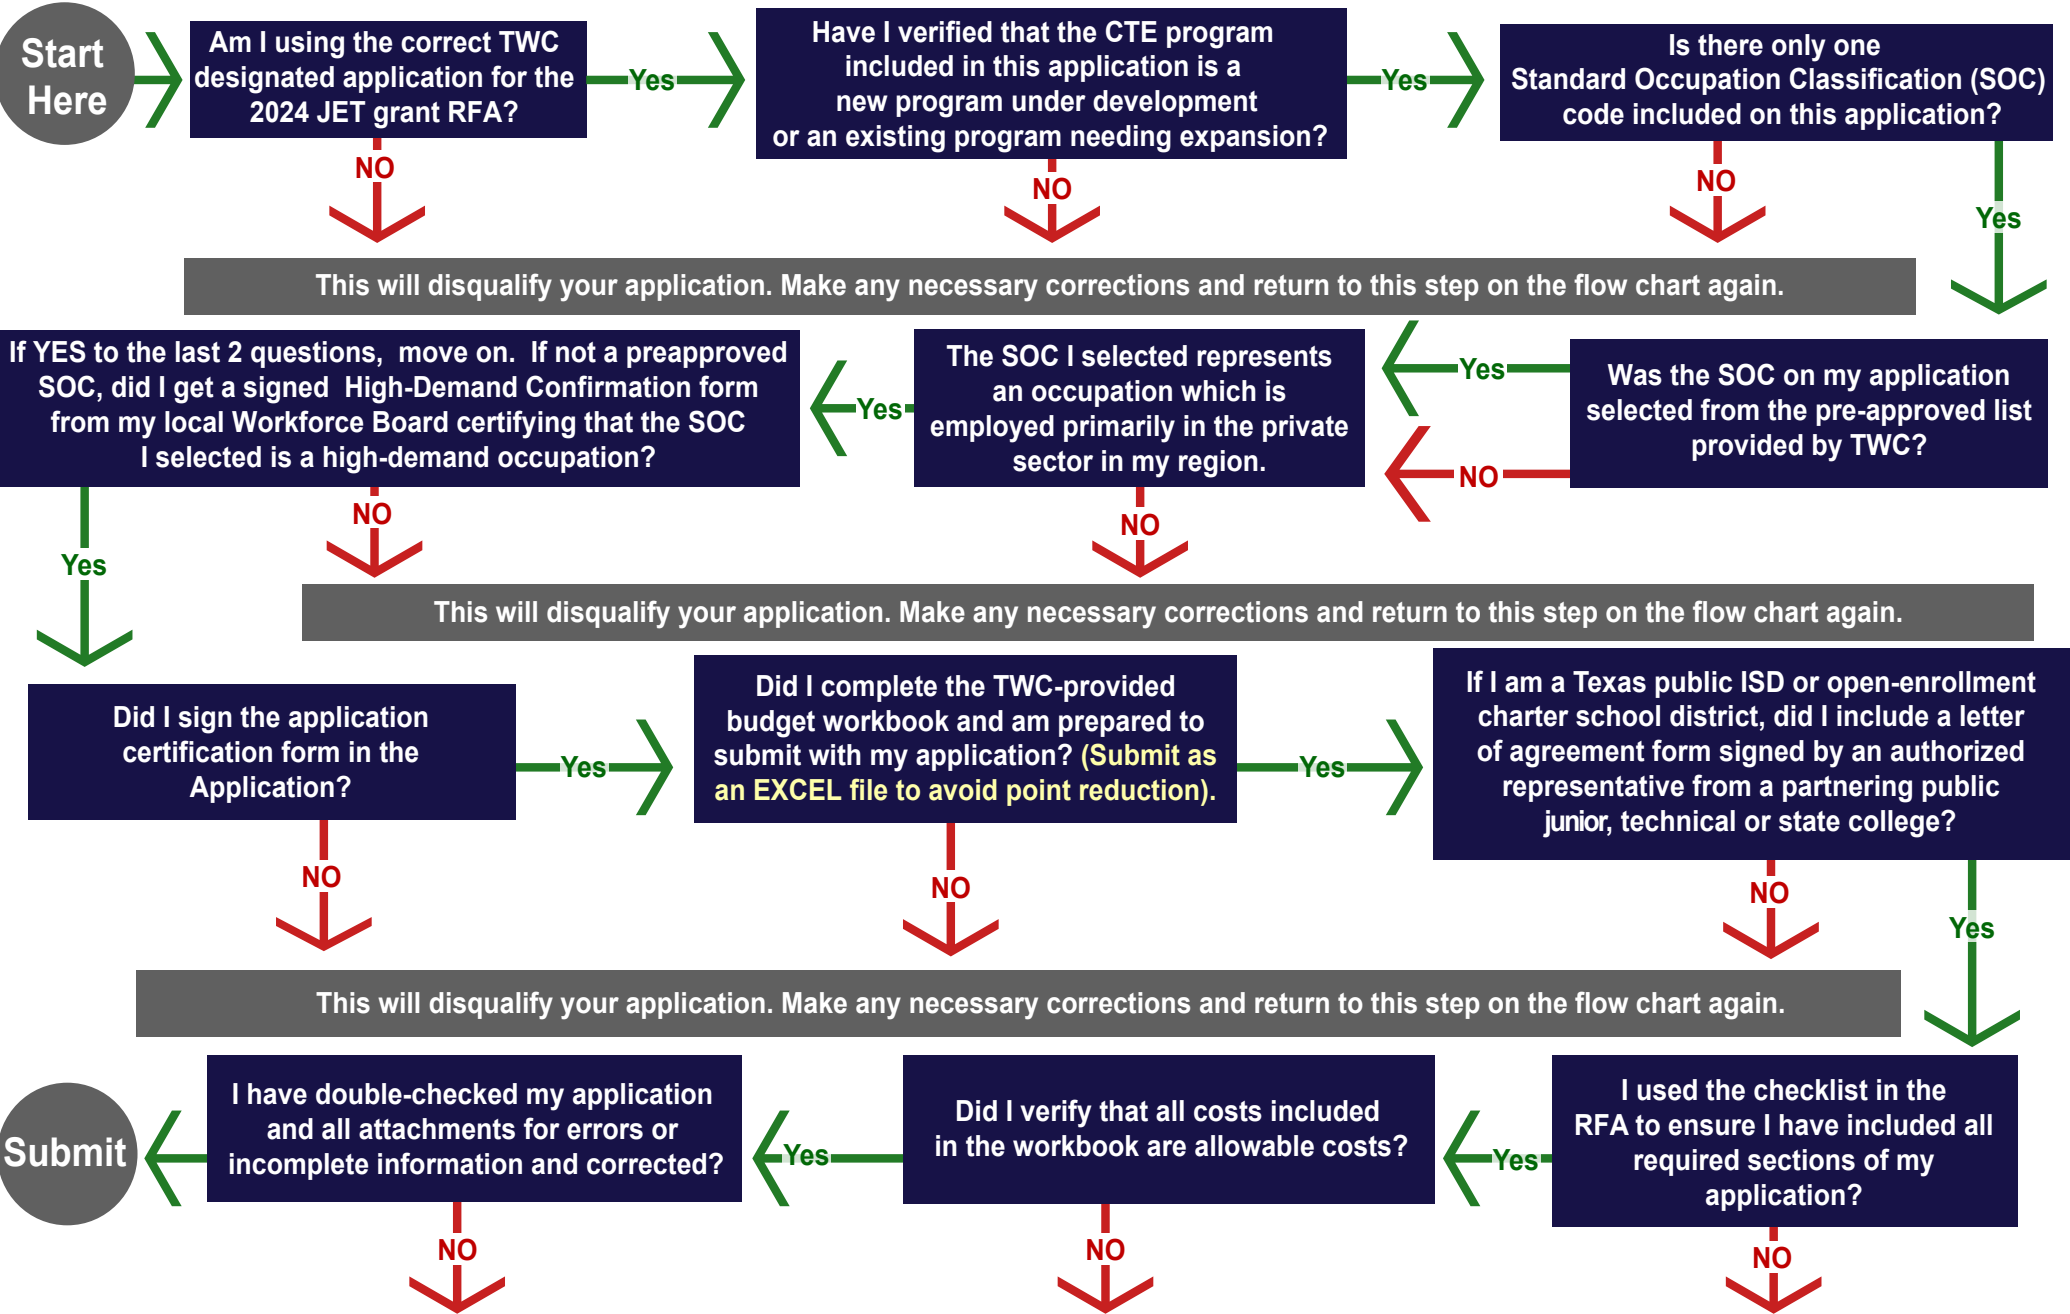 Start
Here
Am I using the correct TWC
designated application for the
2024 JET grant RFA?
Yes
Have I verified that the CTE program
included in this application is a
new program under development
or an existing program needing expansion?
Yes
Is there only one
Standard Occupation Classification (SOC)
code included on this application?
NO
NO
NO
Yes
This will disqualify your application. Make any necessary corrections and return to this step on the flow chart again.
Was the SOC on my application
selected from the pre-approved list
provided by TWC?
Yes
NO
The SOC I selected represents
an occupation which is
employed primarily in the private
sector in my region.
Yes
If YES to the last 2 questions, move on. If not a preapproved
SOC, did I get a signed High-Demand Confirmation form
from my local Workforce Board certifying that the SOC
I selected is a high-demand occupation?
Yes
NO
NO
This will disqualify your application. Make any necessary corrections and return to this step on the flow chart again.
Did I sign the application
certification form in the
Application?
Yes
Did I complete the TWC-provided
budget workbook and am prepared to
submit with my application? (Submit as
an EXCEL file to avoid point reduction).
Yes
If I am a Texas public ISD or open-enrollment
charter school district, did I include a letter
of agreement form signed by an authorized
representative from a partnering public
junior, technical or state college?
NO
NO
NO
Yes
This will disqualify your application. Make any necessary corrections and return to this step on the flow chart again.
I used the checklist in the
RFA to ensure I have included all
required sections of my
application?
Yes
Did I verify that all costs included
in the workbook are allowable costs?
Yes
I have double-checked my application
and all attachments for errors or
incomplete information and corrected?
Submit
NO
NO
NO